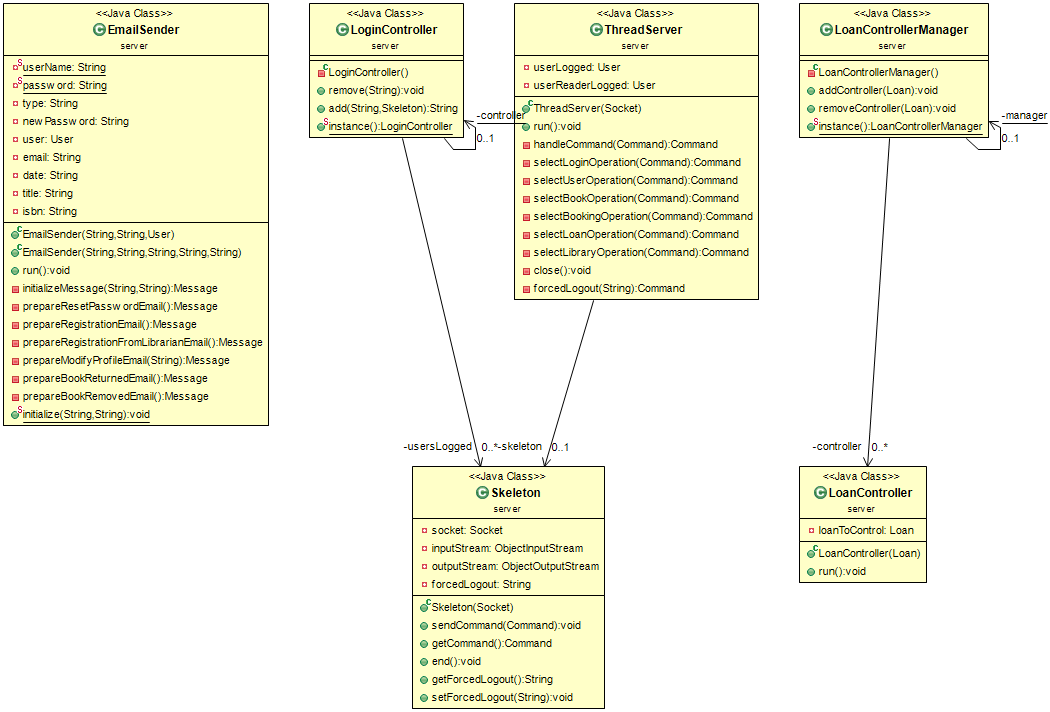 <<Java Class>>
EmailSender
server
userName: String
password: String
type: String
newPassword: String
user: User
email: String
date: String
title: String
isbn: String
EmailSender(String,String,User)
EmailSender(String,String,String,String,String)
run():void
initializeMessage(String,String):Message
prepareResetPasswordEmail():Message
prepareRegistrationEmail():Message
prepareRegistrationFromLibrarianEmail():Message
prepareModifyProfileEmail(String):Message
prepareBookReturnedEmail():Message
prepareBookRemovedEmail():Message
initialize(String,String):void
<<Java Class>>
LoginController
server
LoginController()
remove(String):void
add(String,Skeleton):String
instance():LoginController
-controller
0..1
<<Java Class>>
ThreadServer
server
userLogged: User
userReaderLogged: User
ThreadServer(Socket)
run():void
handleCommand(Command):Command
selectLoginOperation(Command):Command
selectUserOperation(Command):Command
selectBookOperation(Command):Command
selectBookingOperation(Command):Command
selectLoanOperation(Command):Command
selectLibraryOperation(Command):Command
close():void
forcedLogout(String):Command
<<Java Class>>
LoanControllerManager
server
LoanControllerManager()
addController(Loan):void
removeController(Loan):void
instance():LoanControllerManager
-manager
0..1
-usersLogged 0..*
-skeleton 0..1
<<Java Class>>
Skeleton
server
socket: Socket
inputStream: ObjectInputStream
outputStream: ObjectOutputStream
forcedLogout: String
Skeleton(Socket)
sendCommand(Command):void
getCommand():Command
end():void
getForcedLogout():String
setForcedLogout(String):void
-controller 0..*
<<Java Class>>
LoanController
server
loanToControl: Loan
LoanController(Loan)
run():void